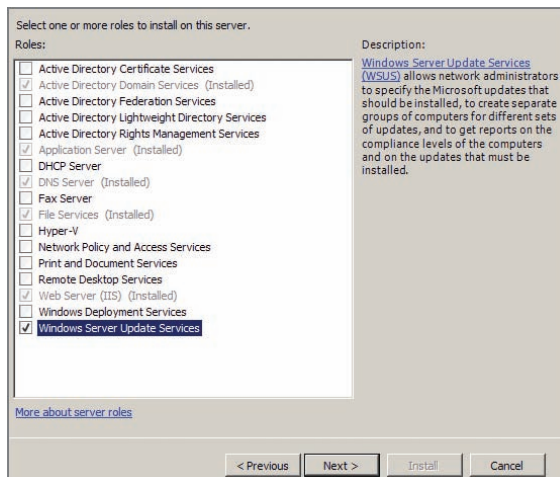 Select one or more roles to install on this server.
Roles:
Active Directory Certificate Services
Active Directory Domain Services (Installed)
Active Directory Federation Services
Active Directory Lightweight Directory Services
Active Directory Rights Management Services
Application Server (Installed)
DHCP Server
DNS Server (Installed)
Fax Server
File Services (Installed)
Hyper-V
Network Policy and Access Services
Print and Document Services
Remote Desktop Services
Web Server (IIS) (Installed)
Windows Deployment Services
Windows Server Update Services
More about server roles
Description:
Windows Server Update Services
(WSUS) allows network administrators
to specify the Microsoft updates that
should be installed, to create separate
groups of computers for different sets
of updates, and to get reports on the
compliance levels of the computers
and on the updates that must be
installed.
< Previous
Next >
Install
Cancel